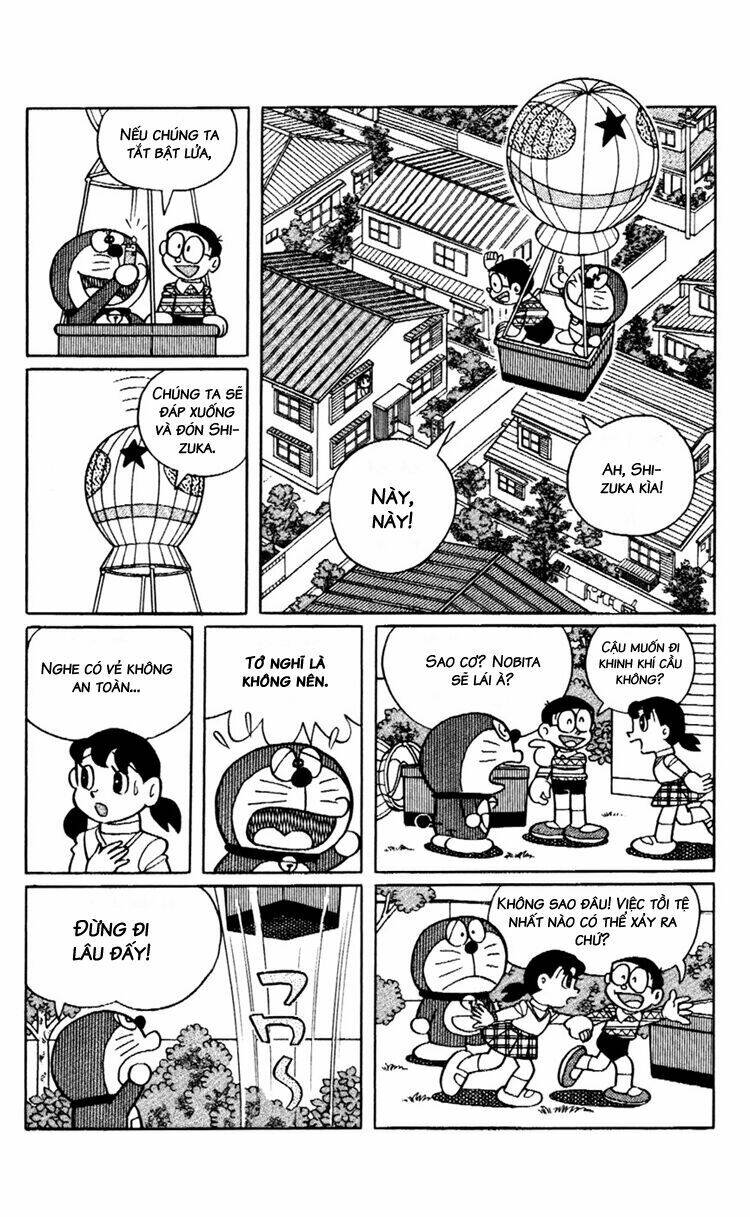 Ah, Shi-
zuka kìa!
Này,
này!
Nếu chúng ta
tắt bật lửa,
Chúng ta sẽ
đáp xuống
và đón Shi-
zuka.
Cậu muốn đi
khinh khí cầu
không?
Sao cơ? Nobita
sẽ lái à?
Tớ nghĩ là
không nên.
Nghe có vẻ không
an toàn...
Không sao đâu! Việc tồi tệ
nhất nào có thể xảy ra
chứ?
Đừng đi
lâu đấy!
フワ〜